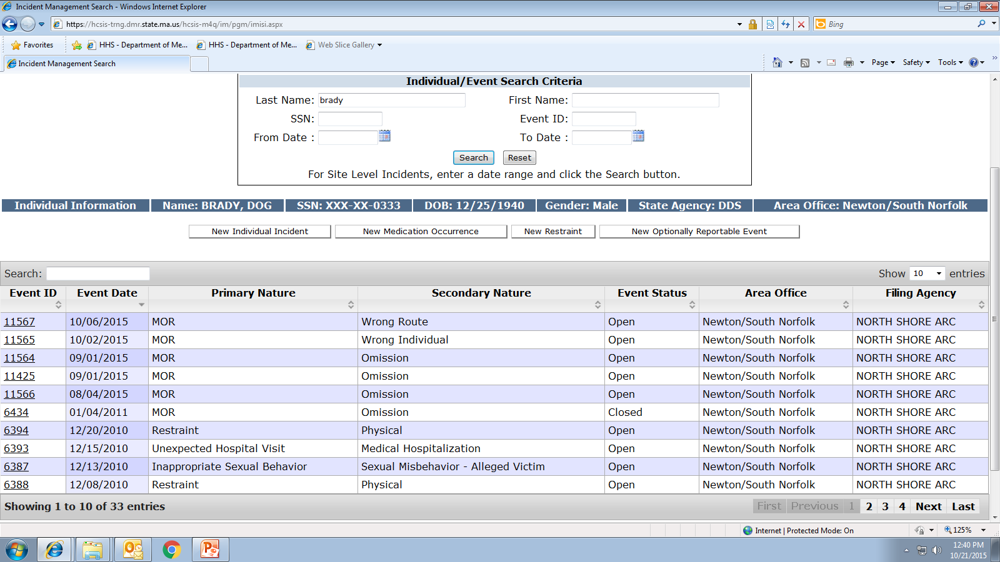 Incident Management Search - Windows Internet Explorer
https://hcsis-trng.dmr.state.ma.us/hcsis-m4q/im/pgm/imisi.aspx
Bing
Favorites HHS - Department of Me... HHS - Department of Me... Web Slice Gallery
Incident Management Search
Page Safety Tools
Individual/Event Search Criteria
Last Name: brady First Name:
SSN: Event ID:
From Date : To Date :
Search Reset
For Site Level Incidents, enter a date range and click the Search button.
Individual Information Name: BRADY, DOG SSN: XXX-XX-0333 DOB: 12/25/1940 Gender: Male State Agency: DDS Area Office: Newton/South Norfolk
New Individual Incident New Medication Occurrence New Restraint New Optionally Reportable Event
Search: Show 10 entries
Event ID Event Date Primary Nature Secondary Nature Event Status Area Office Filing Agency
11567 10/06/2015 MOR Wrong Route Open Newton/South Norfolk NORTH SHORE ARC
11565 10/02/2015 MOR Wrong Individual Open Newton/South Norfolk NORTH SHORE ARC
11564 09/01/2015 MOR Omission Open Newton/South Norfolk NORTH SHORE ARC
11425 09/01/2015 MOR Omission Open Newton/South Norfolk NORTH SHORE ARC
11566 08/04/2015 MOR Omission Open Newton/South Norfolk NORTH SHORE ARC
6434 01/04/2011 MOR Omission Closed Newton/South Norfolk NORTH SHORE ARC
6394 12/20/2010 Restraint Physical Open Newton/South Norfolk NORTH SHORE ARC
6393 12/15/2010 Unexpected Hospital Visit Medical Hospitalization Open Newton/South Norfolk NORTH SHORE ARC
6387 12/13/2010 Inappropriate Sexual Behavior Sexual Misbehavior - Alleged Victim Open Newton/South Norfolk NORTH SHORE ARC
6388 12/08/2010 Restraint Physical Open Newton/South Norfolk NORTH SHORE ARC
Showing 1 to 10 of 33 entries First Previous 1 2 3 4 Next Last
Internet | Protected Mode: On 125%
12:40 PM
10/21/2015